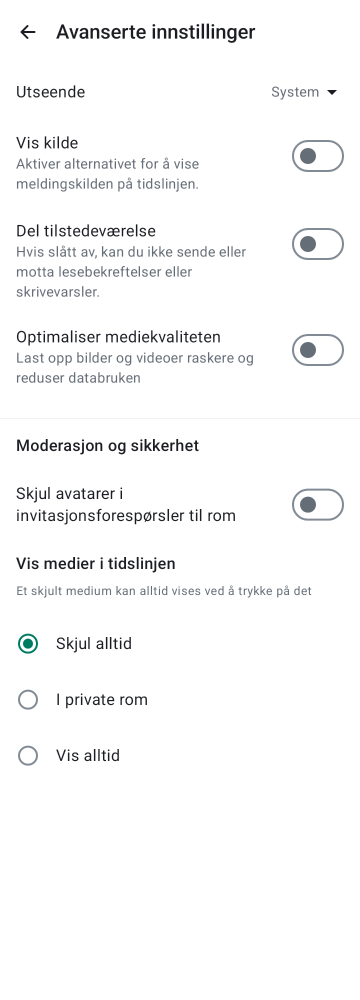 Avanserte innstillinger
Utseende
System
Vis kilde
Aktiver alternativet for å vise
meldingskilden på tidslinjen.
Del tilstedeværelse
Hvis slått av, kan du ikke sende eller
motta lesebekreftelser eller
skrivevarsler.
Optimaliser mediekvaliteten
Last opp bilder og videoer raskere og
reduser databruken
Moderasjon og sikkerhet
Skjul avatarer i
invitasjonsforespørsler til rom
Vis medier i tidslinjen
Et skjult medium kan alltid vises ved å trykke på det
Skjul alltid
I private rom
Vis alltid